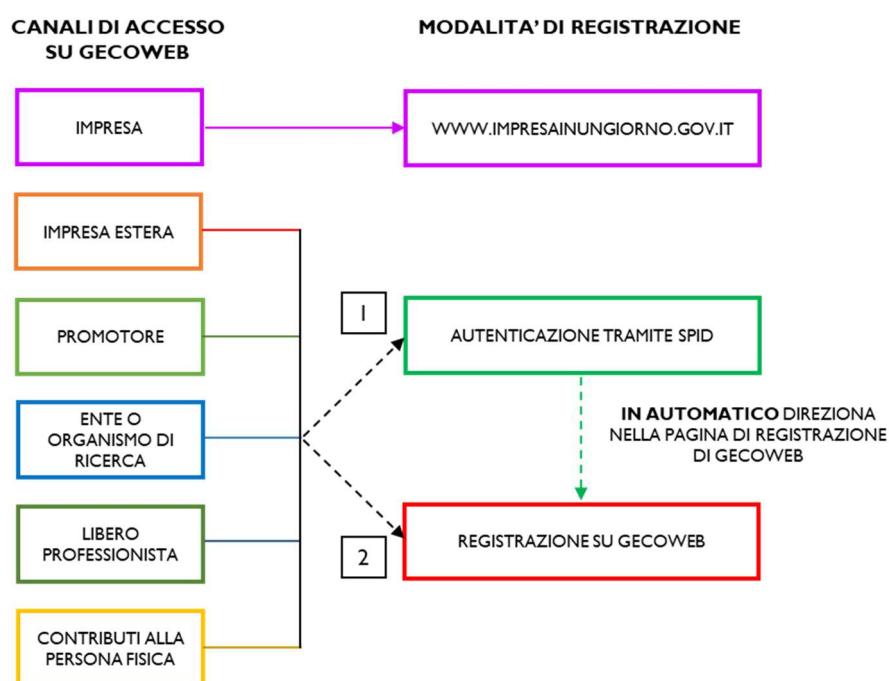 CANALI DI ACCESSO
SU GECOWEB
MODALITA' DI REGISTRAZIONE
IMPRESA
WWW.IMPRESAINUNGIORNO.GOV.IT
IMPRESA ESTERA
PROMOTORE
ENTE O
ORGANISMO DI
RICERCA
LIBERO
PROFESSIONISTA
CONTRIBUTI ALLA
PERSONA FISICA
1
AUTENTICAZIONE TRAMITE SPID
IN AUTOMATICO DIREZIONA
NELLA PAGINA DI REGISTRAZIONE
DI GECOWEB
2
REGISTRAZIONE SU GECOWEB